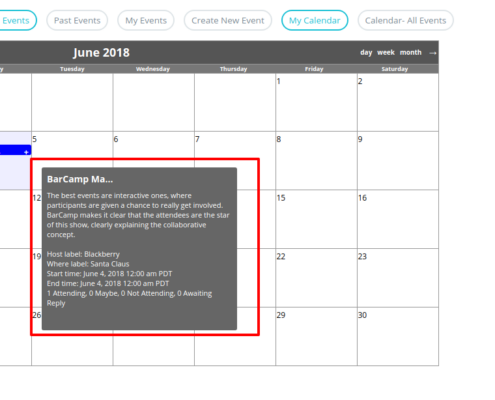 Events
Past Events
My Events
Create New Event
My Calendar
Calendar- All Events
June 2018
day week month →
y Tuesday Wednesday Thursday Friday Saturday
1 2
5 6 7 8 9
+
BarCamp Ma...
The best events are interactive ones, where
participants are given a chance to really get involved.
BarCamp makes it clear that the attendees are the star
of this show, clearly explaining the collaborative
concept.
Host label: Blackberry
Where label: Santa Claus
Start time: June 4, 2018 12:00 am PDT
End time: June 4, 2018 12:00 am PDT
1 Attending, 0 Maybe, 0 Not Attending, 0 Awaiting
Reply
12 15 16
19 22 23
26 29 30